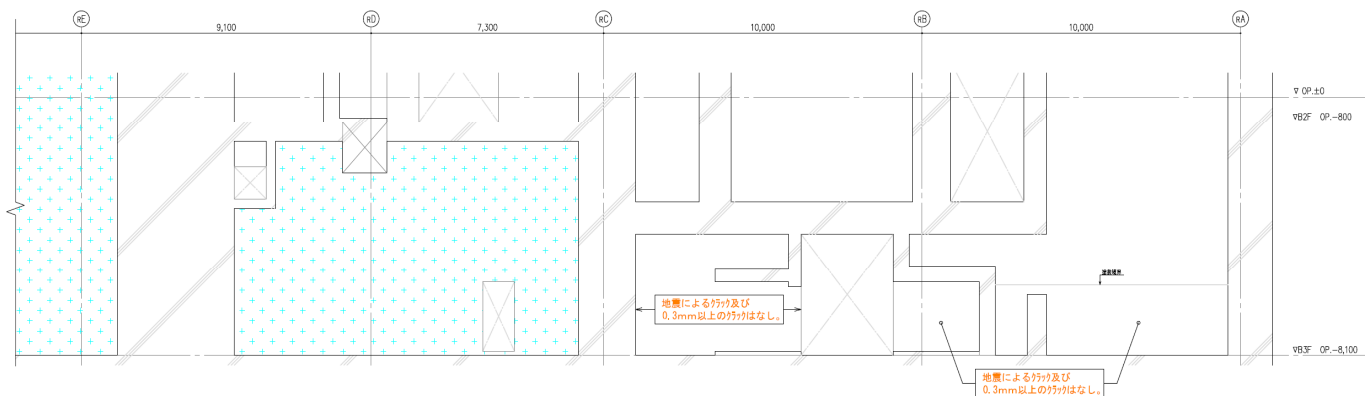 RE
RD
RC
RB
RA
9,100
7,300
10,000
10,000
▽ OP.±0
▽B2F OP.-800
地震によるクラック及び
0.3mm以上のクラックはなし。
▽B3F OP.-8,100
地震によるクラック及び
0.3mm以上のクラックはなし。